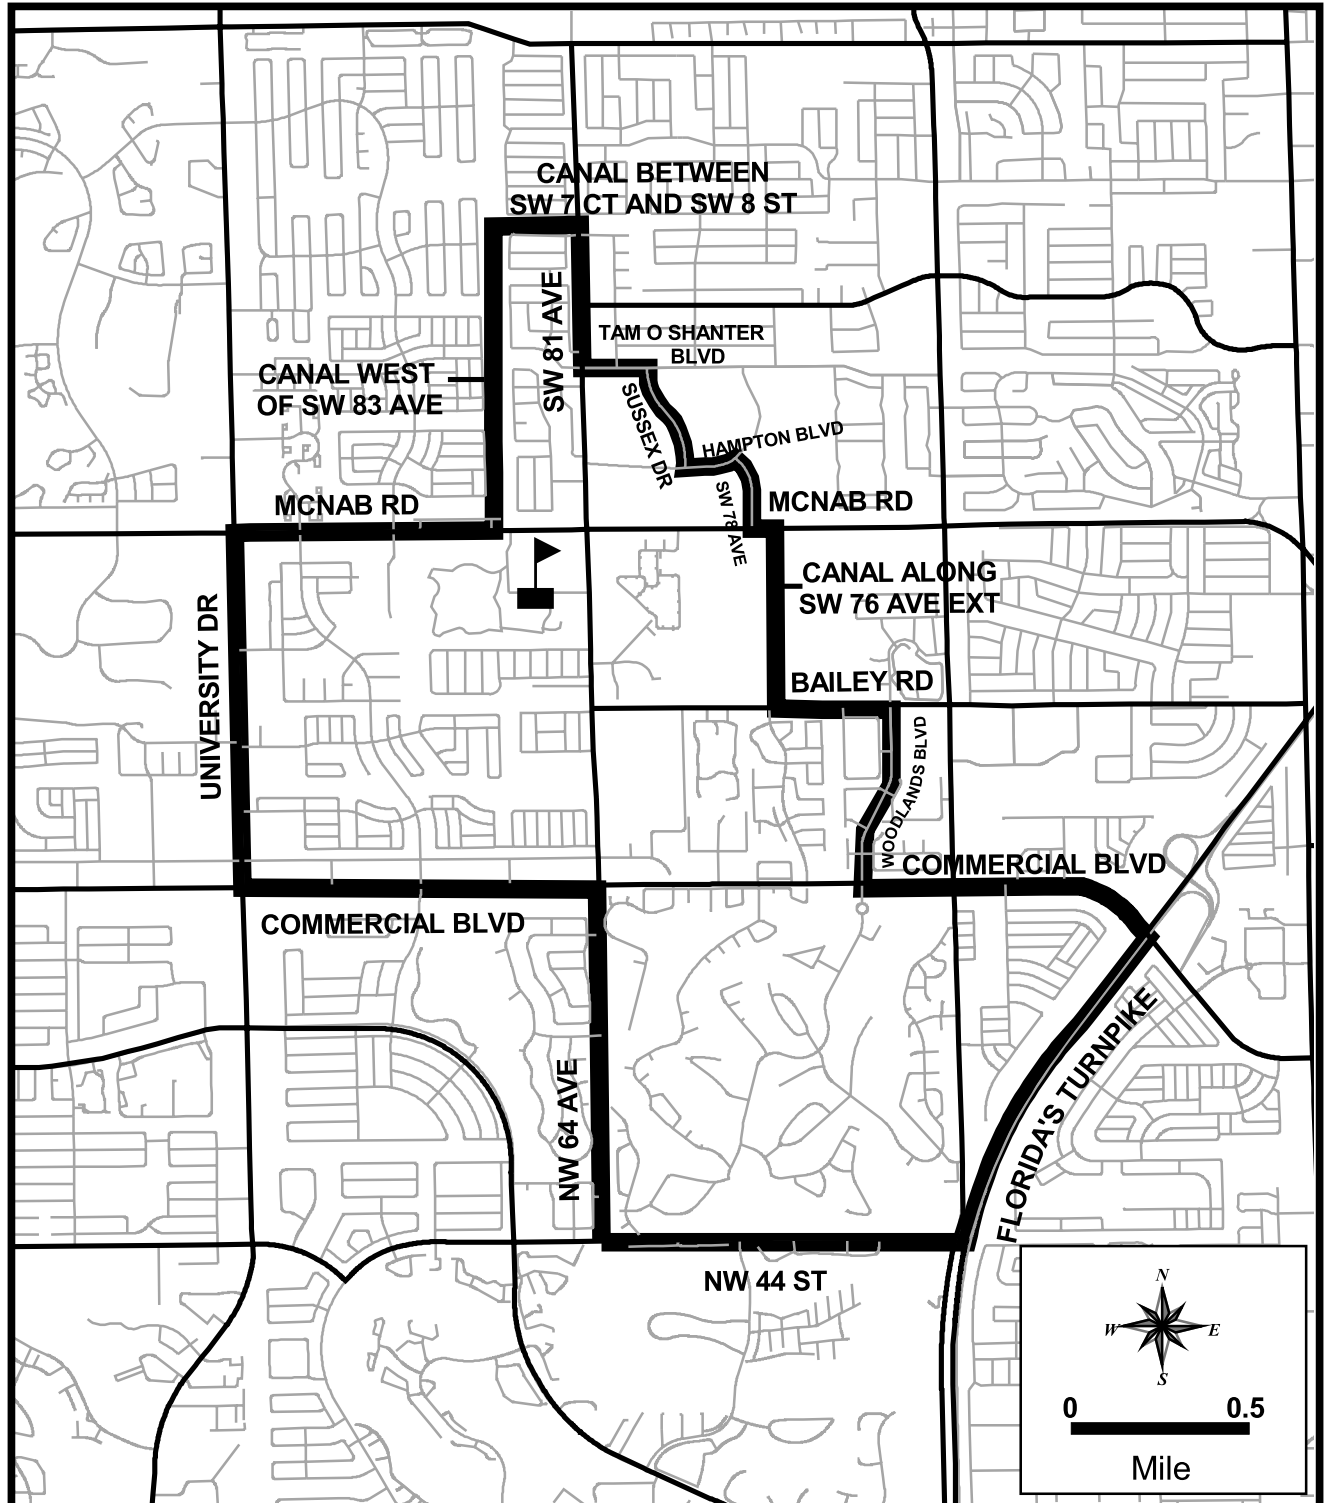 CANAL BETWEEN
SW 7 CT AND SW 8 ST
SW 81 AVE
TAM O SHANTER
BLVD
CANAL WEST
OF SW 83 AVE
SUSSEX DR
HAMPTON BLVD
MCNAB RD
SW 78 AVE
MCNAB RD
CANAL ALONG
SW 76 AVE EXT
UNIVERSITY DR
BAILEY RD
WOODLANDS BLVD
COMMERCIAL BLVD
COMMERCIAL BLVD
FLORIDA'S TURNPIKE
NW 64 AVE
NW 44 ST
N
W E
S
0 0.5
Mile